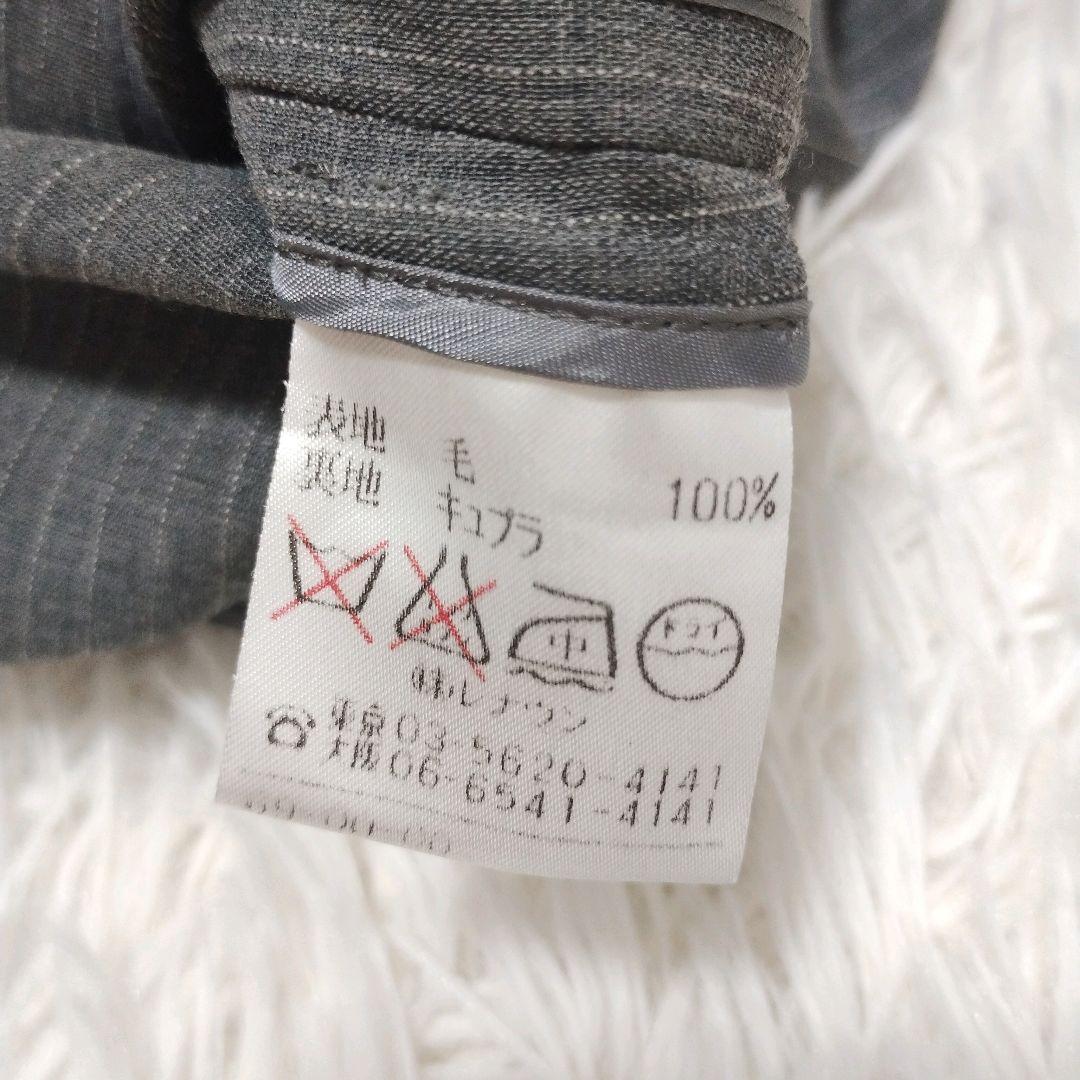 表地 毛 100%
裏地 キュプラ
中 ドライ
㈱レナウン
東京03-5620-4141
大阪06-6541-4141